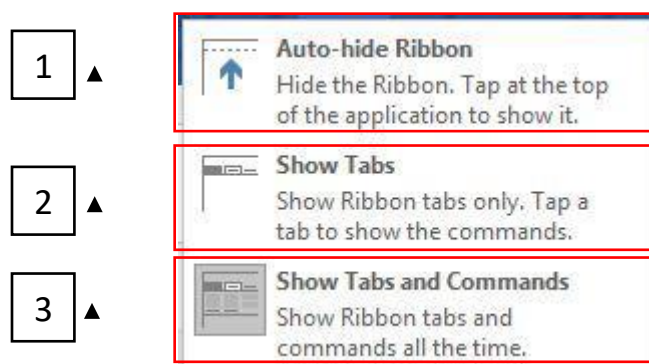 1
Auto-hide Ribbon
Hide the Ribbon. Tap at the top
of the application to show it.
2
Show Tabs
Show Ribbon tabs only. Tap a
tab to show the commands.
3
Show Tabs and Commands
Show Ribbon tabs and
commands all the time.